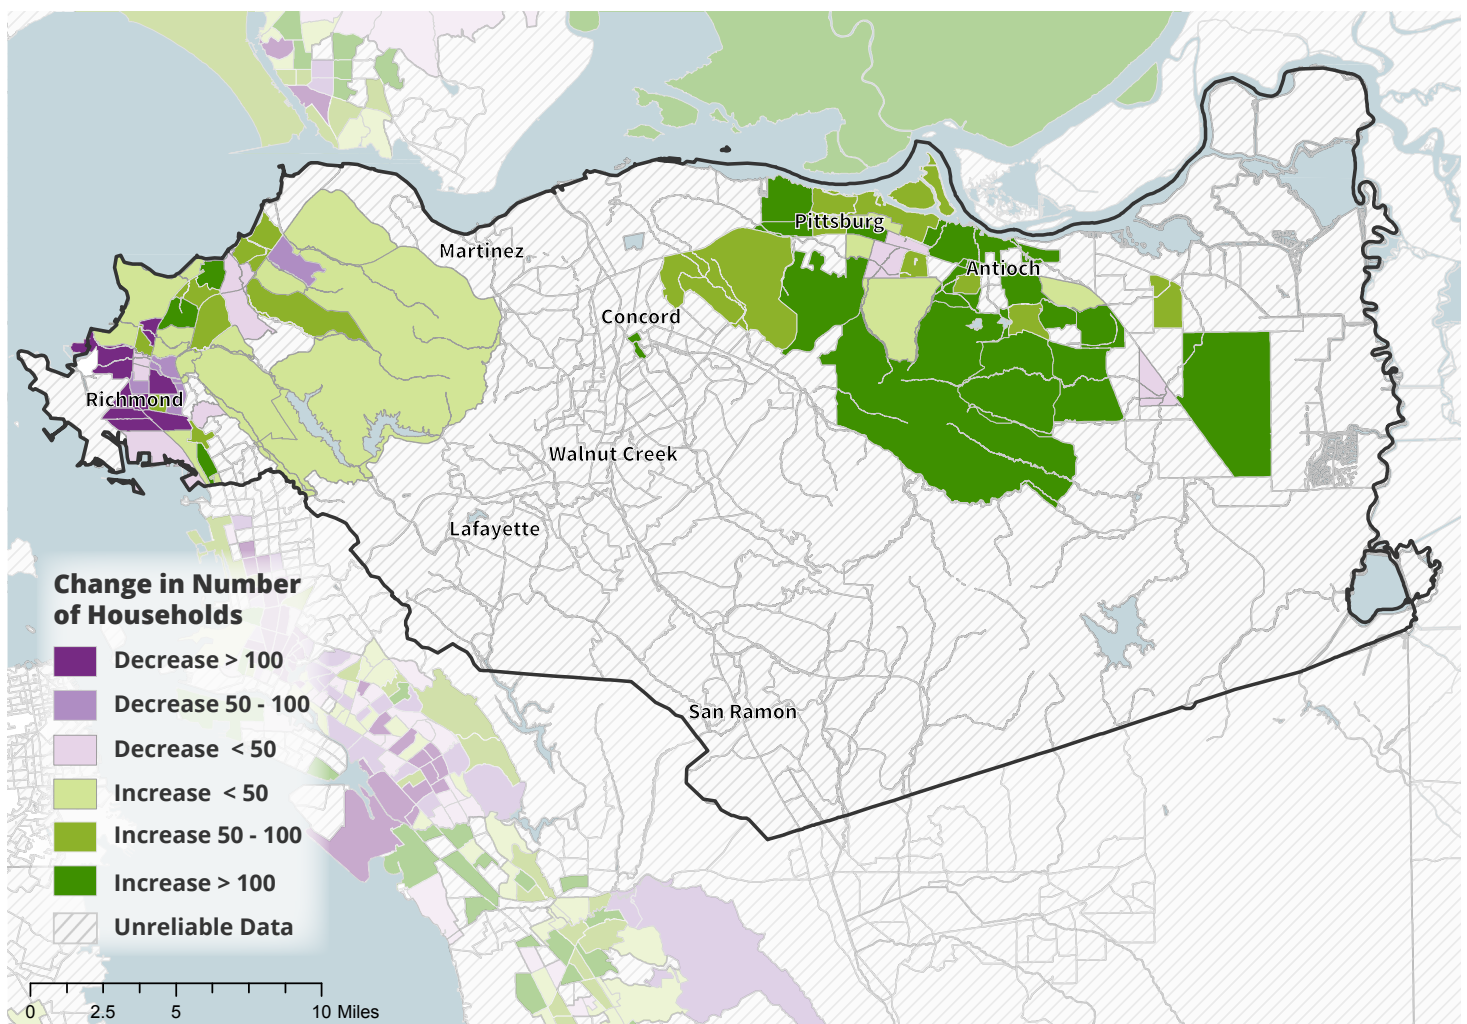 Pittsburg
Martinez
Antioch
Concord
Richmond
Walnut Creek
Lafayette
San Ramon
Change in Number
of Households
Decrease > 100
Decrease 50 - 100
Decrease < 50
Increase < 50
Increase 50 - 100
Increase > 100
Unreliable Data
0 2.5 5 10 Miles